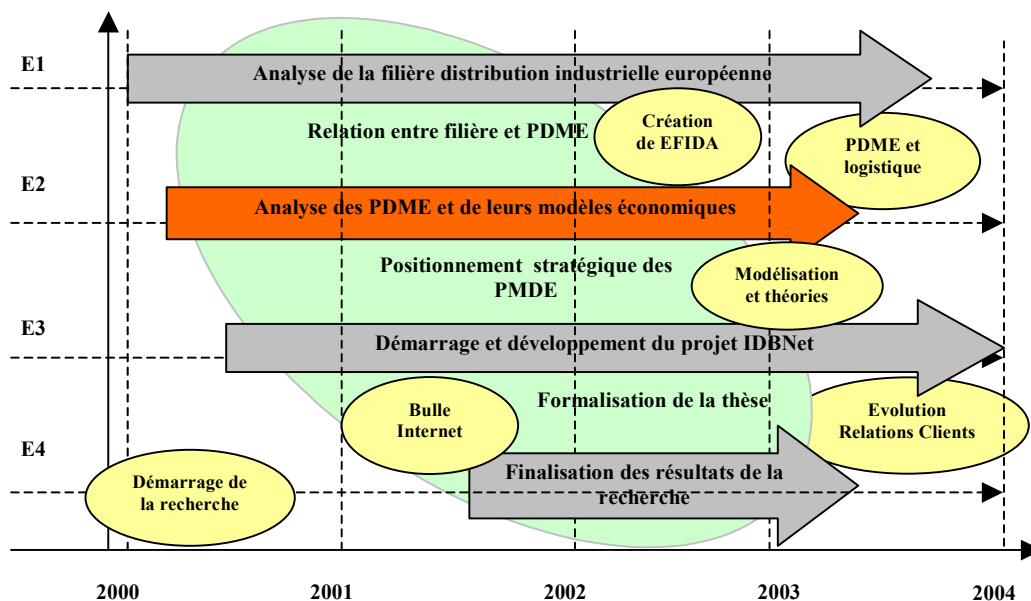 E1
Analyse de la filière distribution industrielle européenne
Relation entre filière et PDME
Création
de EFIDA
PDME et
logistique
E2
Analyse des PDME et de leurs modèles économiques
Positionnement stratégique des
PMDE
Modélisation
et théories
E3
Démarrage et développement du projet IDBNet
Bulle
Internet
Formalisation de la thèse
Evolution
Relations Clients
E4
Démarrage de
la recherche
Finalisation des résultats de la
recherche
2000 2001 2002 2003 2004